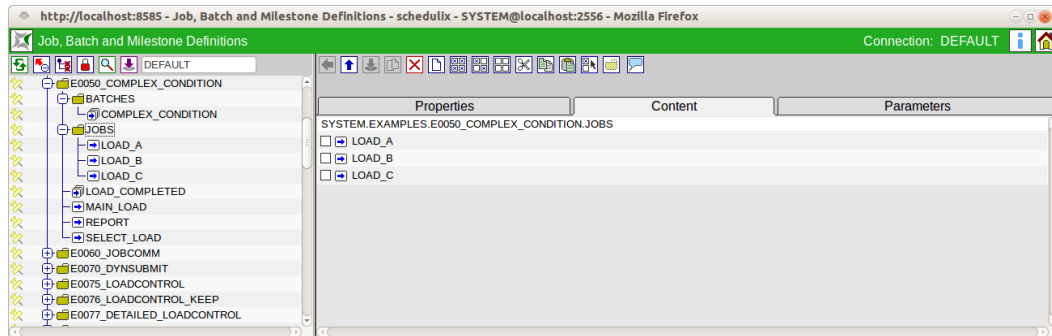 http://localhost:8585 - Job, Batch and Milestone Definitions - schedulix - SYSTEM@localhost:2556 - Mozilla Firefox
Job, Batch and Milestone Definitions
Connection: DEFAULT
DEFAULT
E0050_COMPLEX_CONDITION
BATCHES
COMPLEX_CONDITION
JOBS
LOAD_A
LOAD_B
LOAD_C
LOAD_COMPLETED
MAIN_LOAD
REPORT
SELECT_LOAD
E0060_JOBCOMM
E0070_DYNSUBMIT
E0075_LOADCONTROL
E0076_LOADCONTROL_KEEP
E0077_DETAILED_LOADCONTROL
Properties
Content
Parameters
SYSTEM.EXAMPLES.E0050_COMPLEX_CONDITION.JOBS
LOAD_A
LOAD_B
LOAD_C